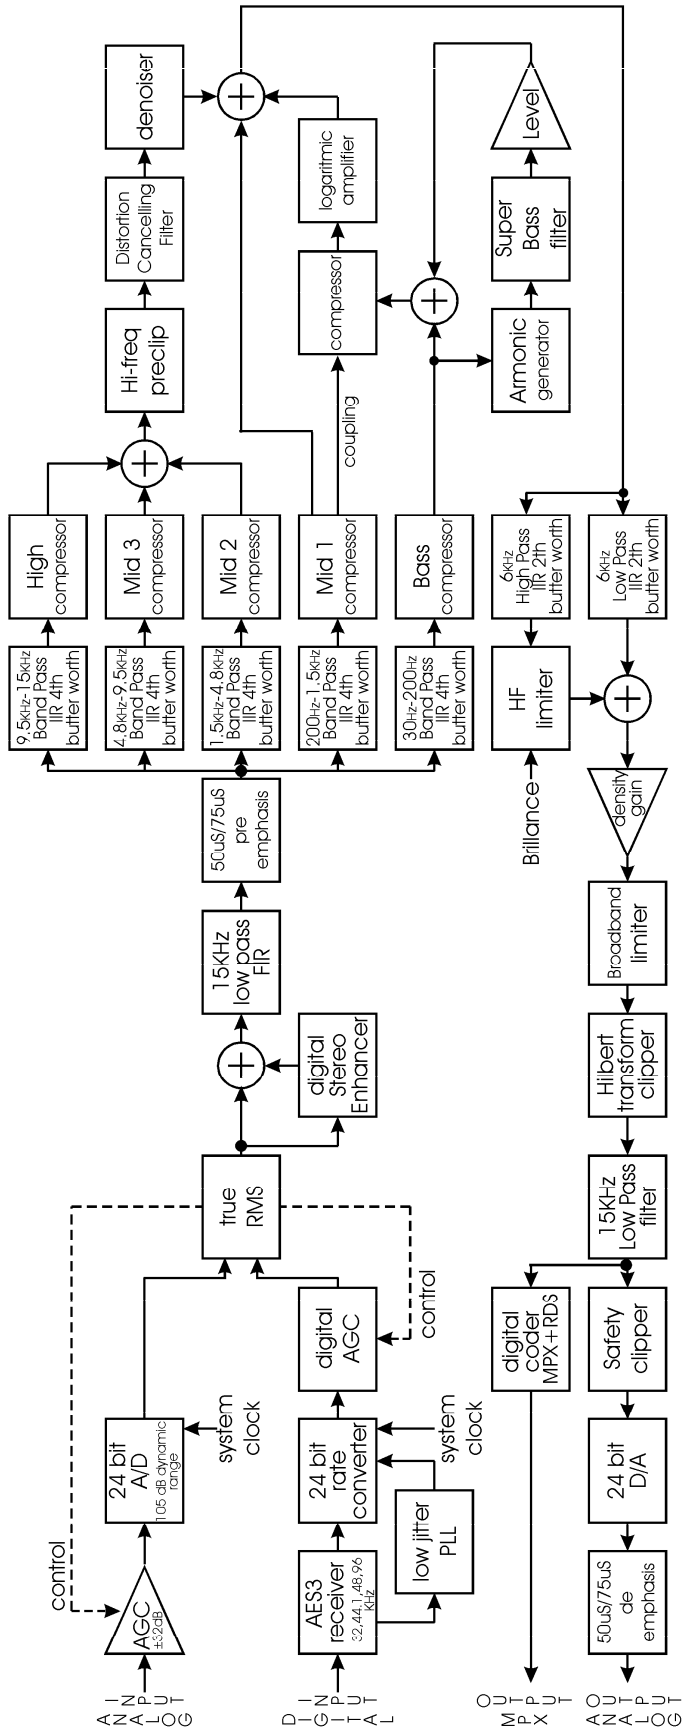 denoiser
Distortion
Cancelling
Filter
Hi-freq
preclip
logaritmic
amplifier
compressor
coupling
Level
Super
Bass
filter
Armonic
generator
High
compressor
Mid 3
compressor
Mid 2
compressor
Mid 1
compressor
Bass
compressor
6KHz
High Pass
IIR 2th
butter worth
6KHz
Low Pass
IIR 2th
butter worth
9,5KHz-15KHz
Band Pass
IIR 4th
butter worth
4,8KHz-9,5KHz
Band Pass
IIR 4th
butter worth
1,5KHz-4,8KHz
Band Pass
IIR 4th
butter worth
200Hz-1,5KHz
Band Pass
IIR 4th
butter worth
30Hz-200Hz
Band Pass
IIR 4th
butter worth
HF
limiter
Brillance
density
gain
50uS/75uS
pre
emphasis
15KHz
low pass
FIR
digital
Stereo
Enhancer
Broadband
limiter
Hilbert
transform
clipper
15KHz
Low Pass
filter
true
RMS
control
control
digital
AGC
24 bit
A/D
105 dB dynamic
range
system
clock
24 bit
rate
converter
system
clock
low jitter
PLL
AGC
±32dB
AES3
receiver
32,44.1,48,96
KHz
digital
coder
MPX+RDS
Safety
clipper
24 bit
D/A
50uS/75uS
de
emphasis
ANALOG
INPUT
DIGITAL
INPUT
MPX
OUTPUT
ANALOG
OUTPUT